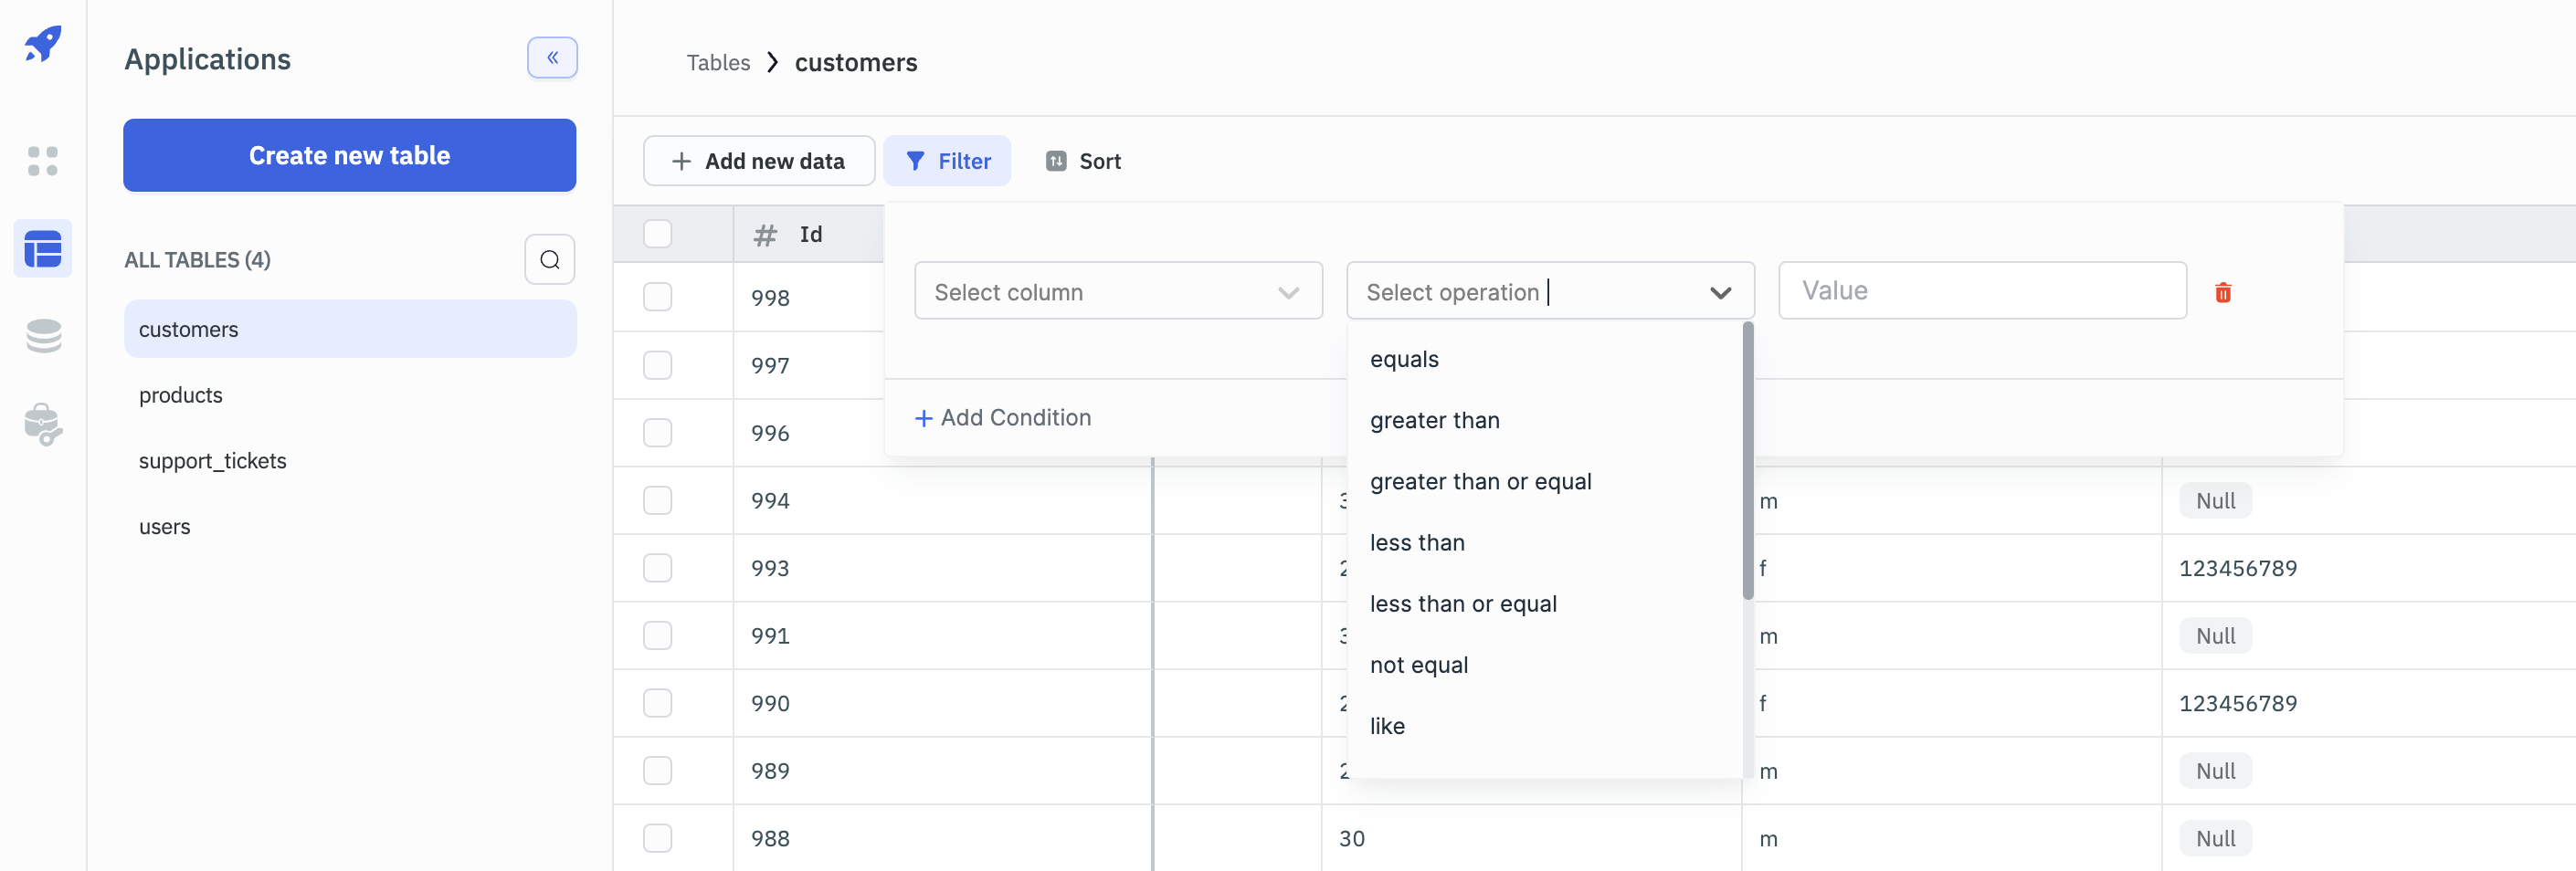 Applications
«
Create new table
ALL TABLES (4)
customers
products
support_tickets
users
Tables > customers
+ Add new data Filter Sort
# Id
Select column Select operation Value
equals
greater than
greater than or equal
less than
less than or equal
not equal
like
+ Add Condition
998
997
996
994 3 m Null
993 2 f 123456789
991 3 m Null
990 2 f 123456789
989 2 m Null
988 30 m Null